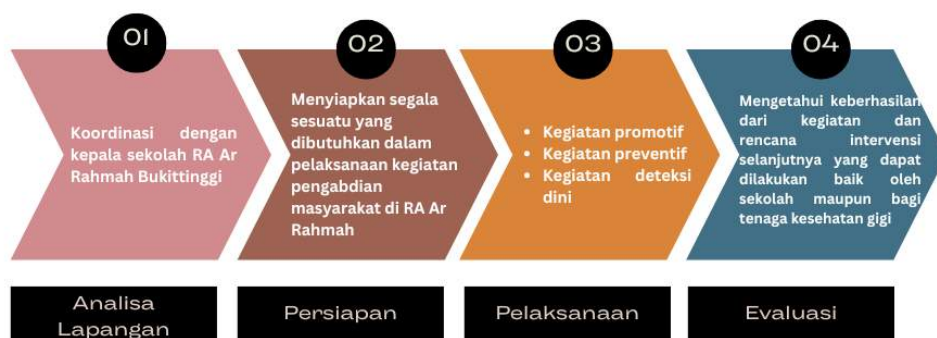 01
Koordinasi dengan
kepala sekolah RA Ar
Rahmah Bukittinggi
02
Menyiapkan segala
sesuatu yang
dibutuhkan dalam
pelaksanaan kegiatan
pengabdian
masyarakat di RA Ar
Rahmah
03
• Kegiatan promotif
• Kegiatan preventif
• Kegiatan deteksi
dini
04
Mengetahui keberhasilan
dari kegiatan dan
rencana intervensi
selanjutnya yang dapat
dilakukan baik oleh
sekolah maupun bagi
tenaga kesehatan gigi
Analisa
Lapangan
Persiapan
Pelaksanaan
Evaluasi